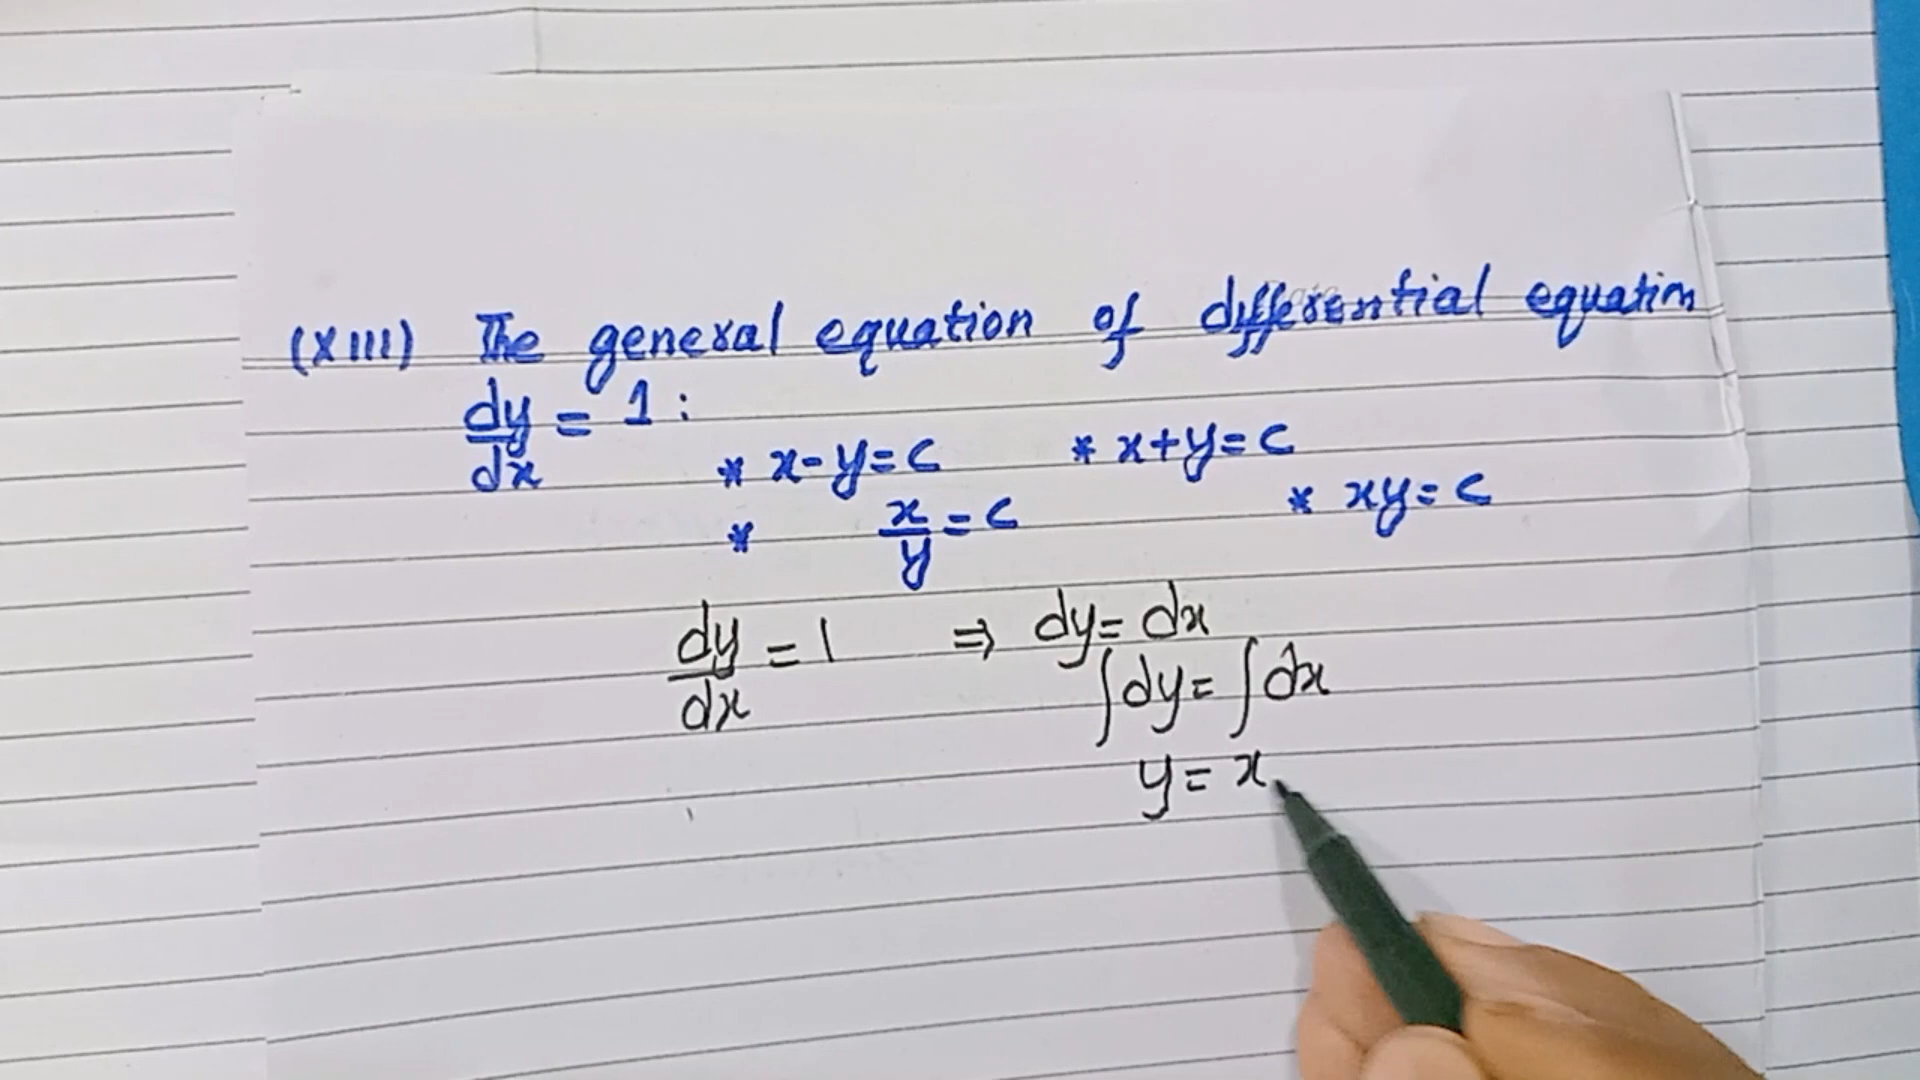 (XIII) The general equation of differential equation
dy/dx = 1:
* x-y=c * x+y=c
* x/y=c * xy=c
dy/dx = 1 ⇒ dy=dx
∫dy=∫dx
y=x